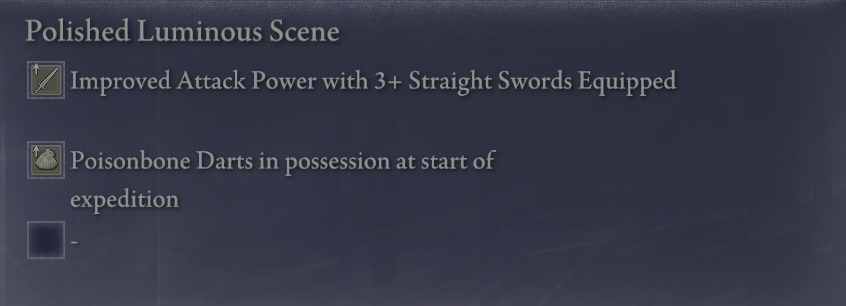 Polished Luminous Scene
Improved Attack Power with 3+ Straight Swords Equipped
Poisonbone Darts in possession at start of
expedition
-